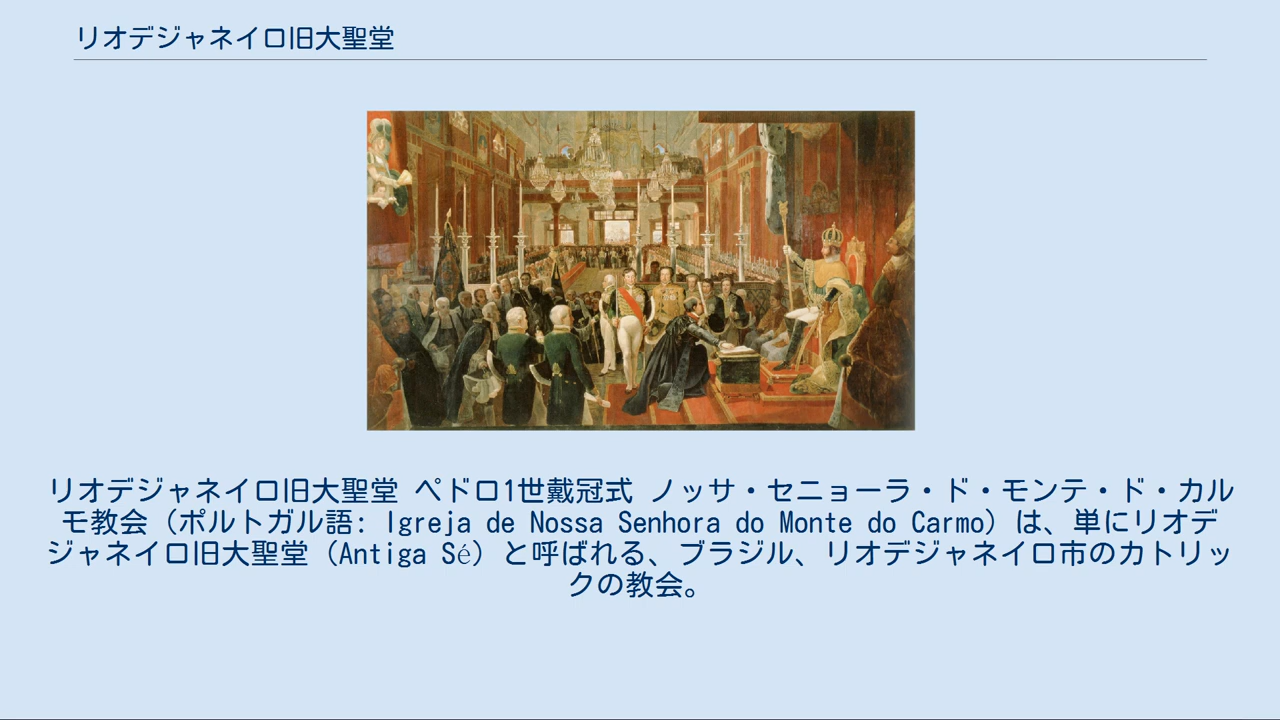 リオデジャネイロ旧大聖堂
リオデジャネイロ旧大聖堂 ペドロ1世戴冠式 ノッサ・セニョーラ・ド・モンテ・ド・カル
モ教会（ポルトガル語: Igreja de Nossa Senhora do Monte do Carmo）は、単にリオデ
ジャネイロ旧大聖堂（Antiga Sé）と呼ばれる、ブラジル、リオデジャネイロ市のカトリッ
クの教会。